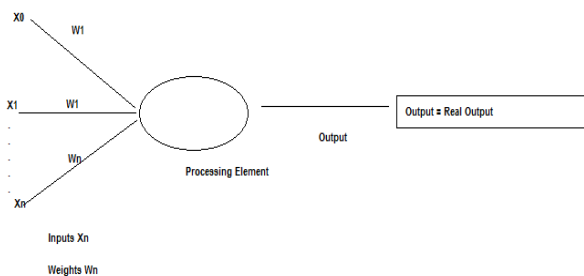 X0
W1
X1
W1
Output = Real Output
Output
Wn
Processing Element
Xn
Inputs Xn
Weights Wn